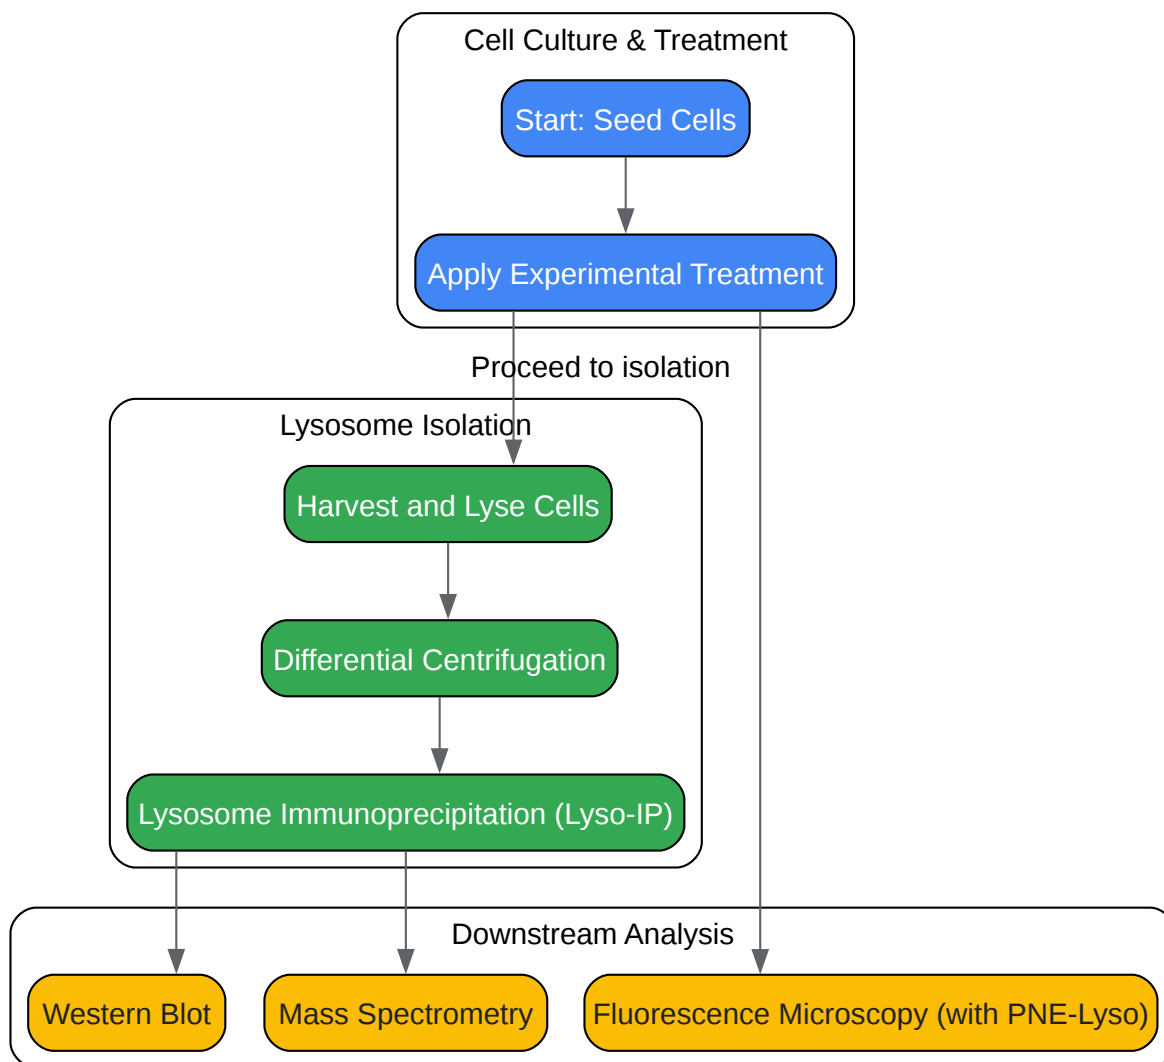 Cell Culture & Treatment
Start: Seed Cells
Apply Experimental Treatment
Proceed to isolation
Lysosome Isolation
Harvest and Lyse Cells
Differential Centrifugation
Lysosome Immunoprecipitation (Lyso-IP)
Downstream Analysis
Western Blot
Mass Spectrometry
Fluorescence Microscopy (with PNE-Lyso)